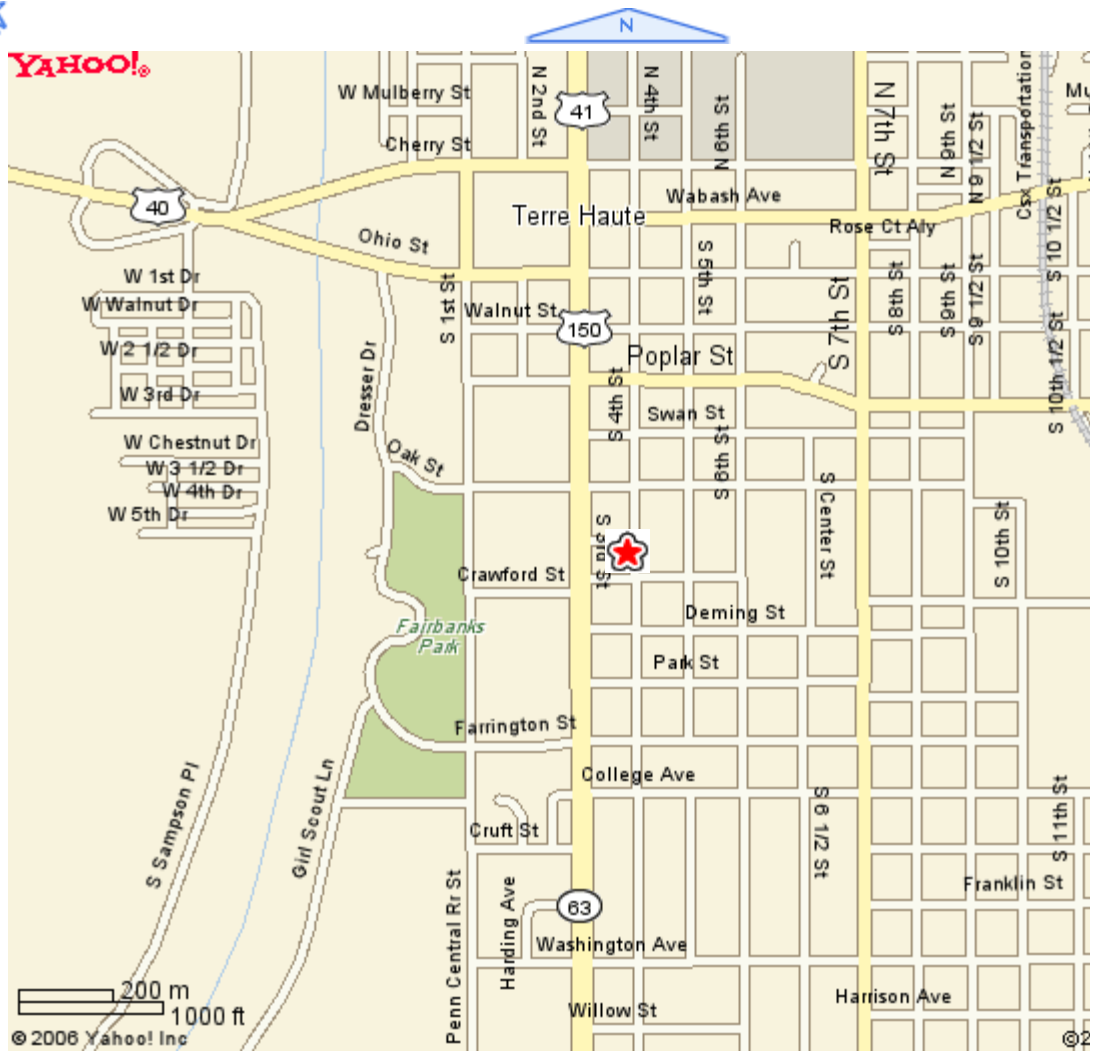 N
YAHOO!®
W Mulberry St
N 2nd St
41
N 4th St
N 6th St
N 7th St
N 9th St
N 9 1/2 St
Csx Transportation
Mu
Cherry St
40
Wabash Ave
Terre Haute
Rose Ct Aly
Ohio St
S 5th St
S 10 1/2 St
W 1st Dr
W Walnut Dr
S 1st St
Walnut St
150
S 7th St
S 8th St
S 9th St
S 9 1/2 St
W 2 1/2 Dr
Poplar St
Dresser Dr
S 10th 1/2 St
W 3rd Dr
S 4th St
Swan St
W Chestnut Dr
Oak St
S 6th St
W 3 1/2 Dr
W 4th Dr
W 5th Dr
S Center St
S 10th St
S 3rd St
Crawford St
Deming St
Fairbanks
Park
Park St
Farrington St
College Ave
S Sampson Pl
Girl Scout Ln
Cruft St
S 6 1/2 St
S 11th St
Franklin St
Penn Central Rr St
Harding Ave
63
Washington Ave
200 m
1000 ft
Willow St
Harrison Ave
© 2006 Yahoo! Inc
©2